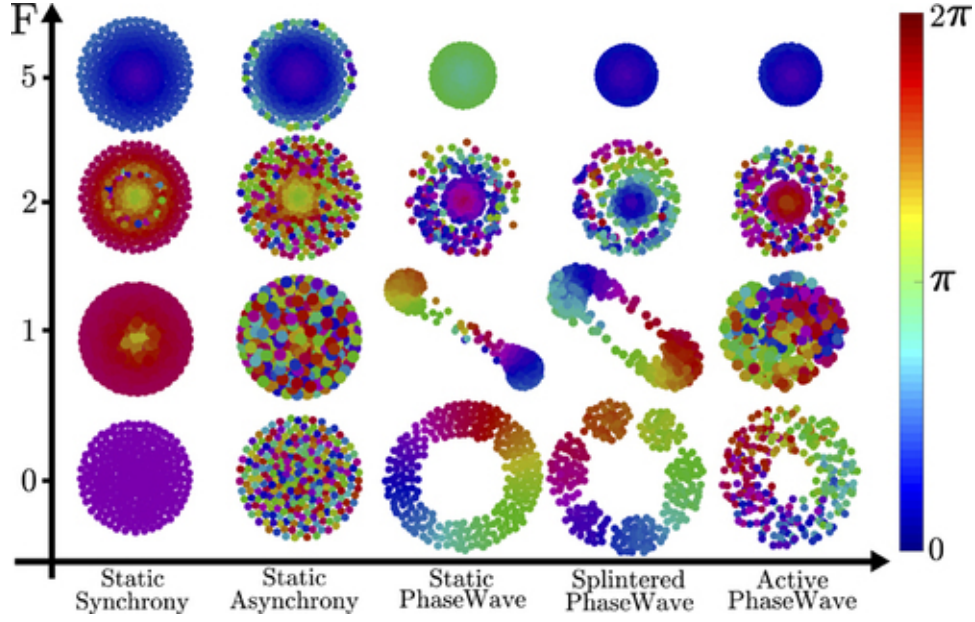 F
5
2
1
0
2π
π
0
Static
Synchrony
Static
Asynchrony
Static
PhaseWave
Splintered
PhaseWave
Active
PhaseWave